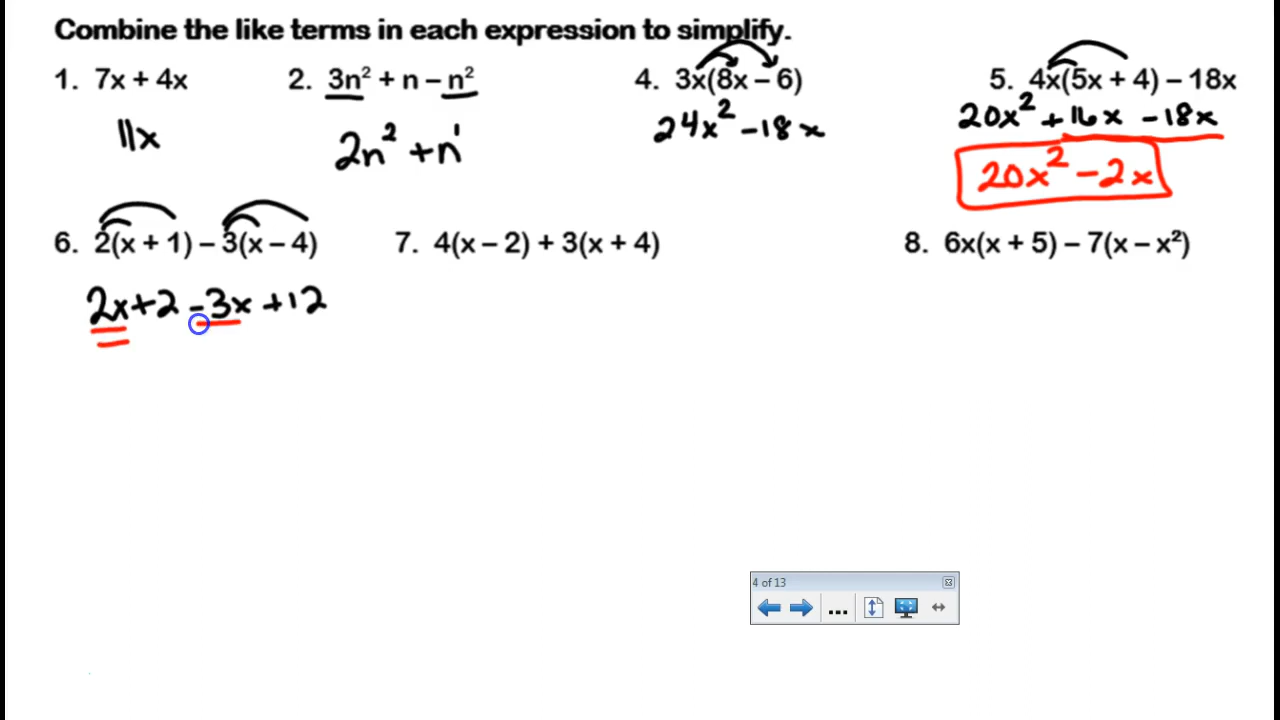 Combine the like terms in each expression to simplify.
1. 7x + 4x
11x
2. 3n² + n – n²
2n² + n¹
4. 3x(8x – 6)
24x² – 18x
5. 4x(5x + 4) – 18x
20x² + 16x – 18x
20x² – 2x
6. 2(x + 1) – 3(x – 4)
2x + 2 – 3x + 12
7. 4(x – 2) + 3(x + 4)
8. 6x(x + 5) – 7(x – x²)
4 of 13
...